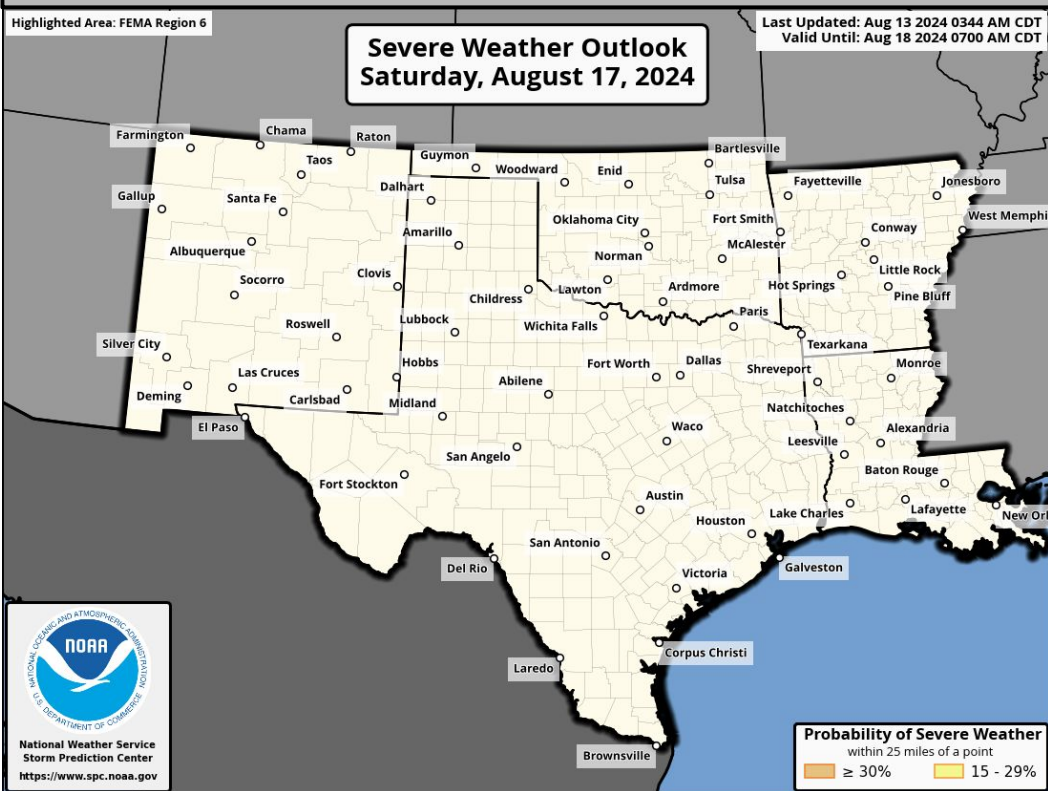 Highlighted Area: FEMA Region 6
Last Updated: Aug 13 2024 0344 AM CDT
Valid Until: Aug 18 2024 0700 AM CDT
Severe Weather Outlook
Saturday, August 17, 2024
Farmington
Chama
Raton
Taos
Guymon
Woodward
Enid
Bartlesville
Tulsa
Fayetteville
Jonesboro
Gallup
Santa Fe
Dalhart
Oklahoma City
Fort Smith
West Memphi
Albuquerque
Amarillo
Norman
McAlester
Conway
Socorro
Clovis
Childress
Lawton
Ardmore
Hot Springs
Little Rock
Pine Bluff
Roswell
Lubbock
Wichita Falls
Paris
Texarkana
Silver City
Las Cruces
Hobbs
Abilene
Fort Worth
Dallas
Shreveport
Monroe
Deming
Carlsbad
Midland
Natchitoches
El Paso
San Angelo
Waco
Leesville
Alexandria
Fort Stockton
Austin
Baton Rouge
Houston
Lake Charles
Lafayette
New Orl
San Antonio
Del Rio
Galveston
Victoria
Laredo
Corpus Christi
Brownsville
NATIONAL OCEANIC AND ATMOSPHERIC ADMINISTRATION
NOAA
U.S. DEPARTMENT OF COMMERCE
National Weather Service
Storm Prediction Center
https://www.spc.noaa.gov
Probability of Severe Weather
within 25 miles of a point
≥ 30%
15 - 29%